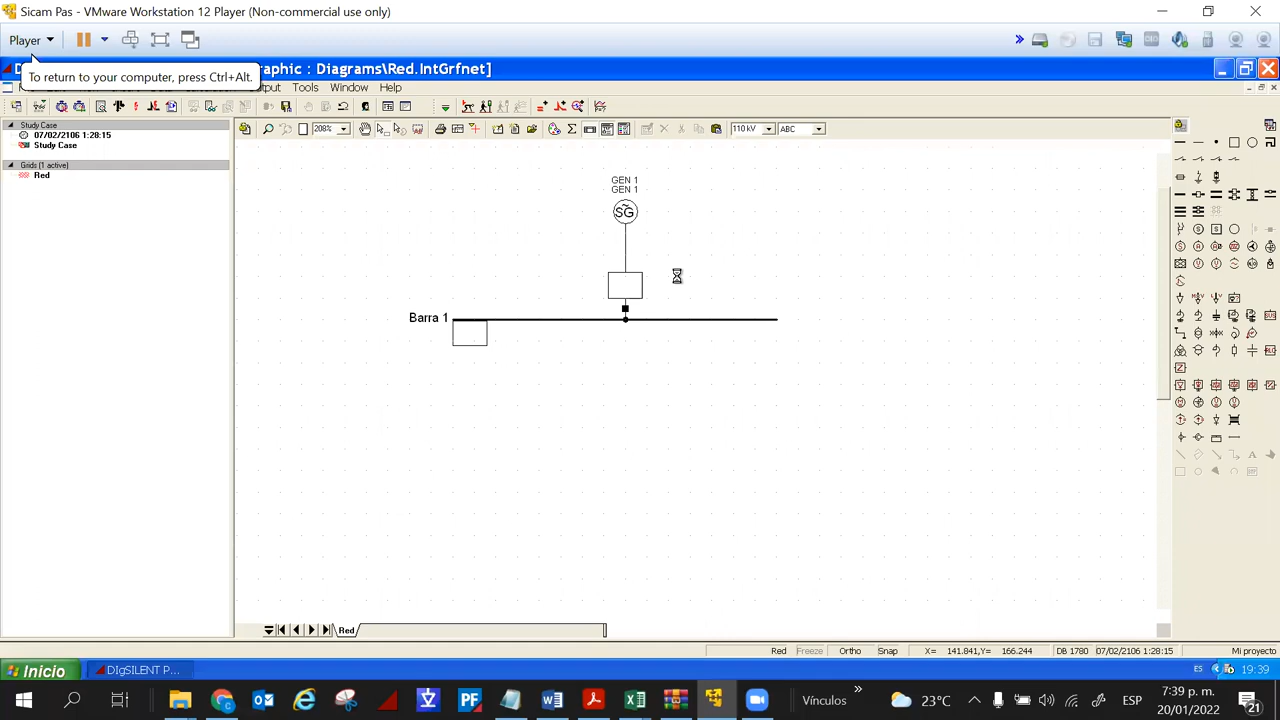 Sicam Pas - VMware Workstation 12 Player (Non-commercial use only)
Player
To return to your computer, press Ctrl+Alt.
raphic : Diagrams\Red.IntGrfnet]
utput Tools Window Help
Study Case
07/02/2106 1:28:15
Study Case
Grids (1 active)
Red
208%
110 kV
ABC
GEN 1
GEN 1
SG
Barra 1
Red
Red Freeze Ortho Snap X= 141.841,Y= 166.244 DB 1780 07/02/2106 1:28:15 Mi proyecto
Inicio
DIgSILENT P...
ES
19:39
Vínculos
23°C
ESP
7:39 p. m.
20/01/2022
21